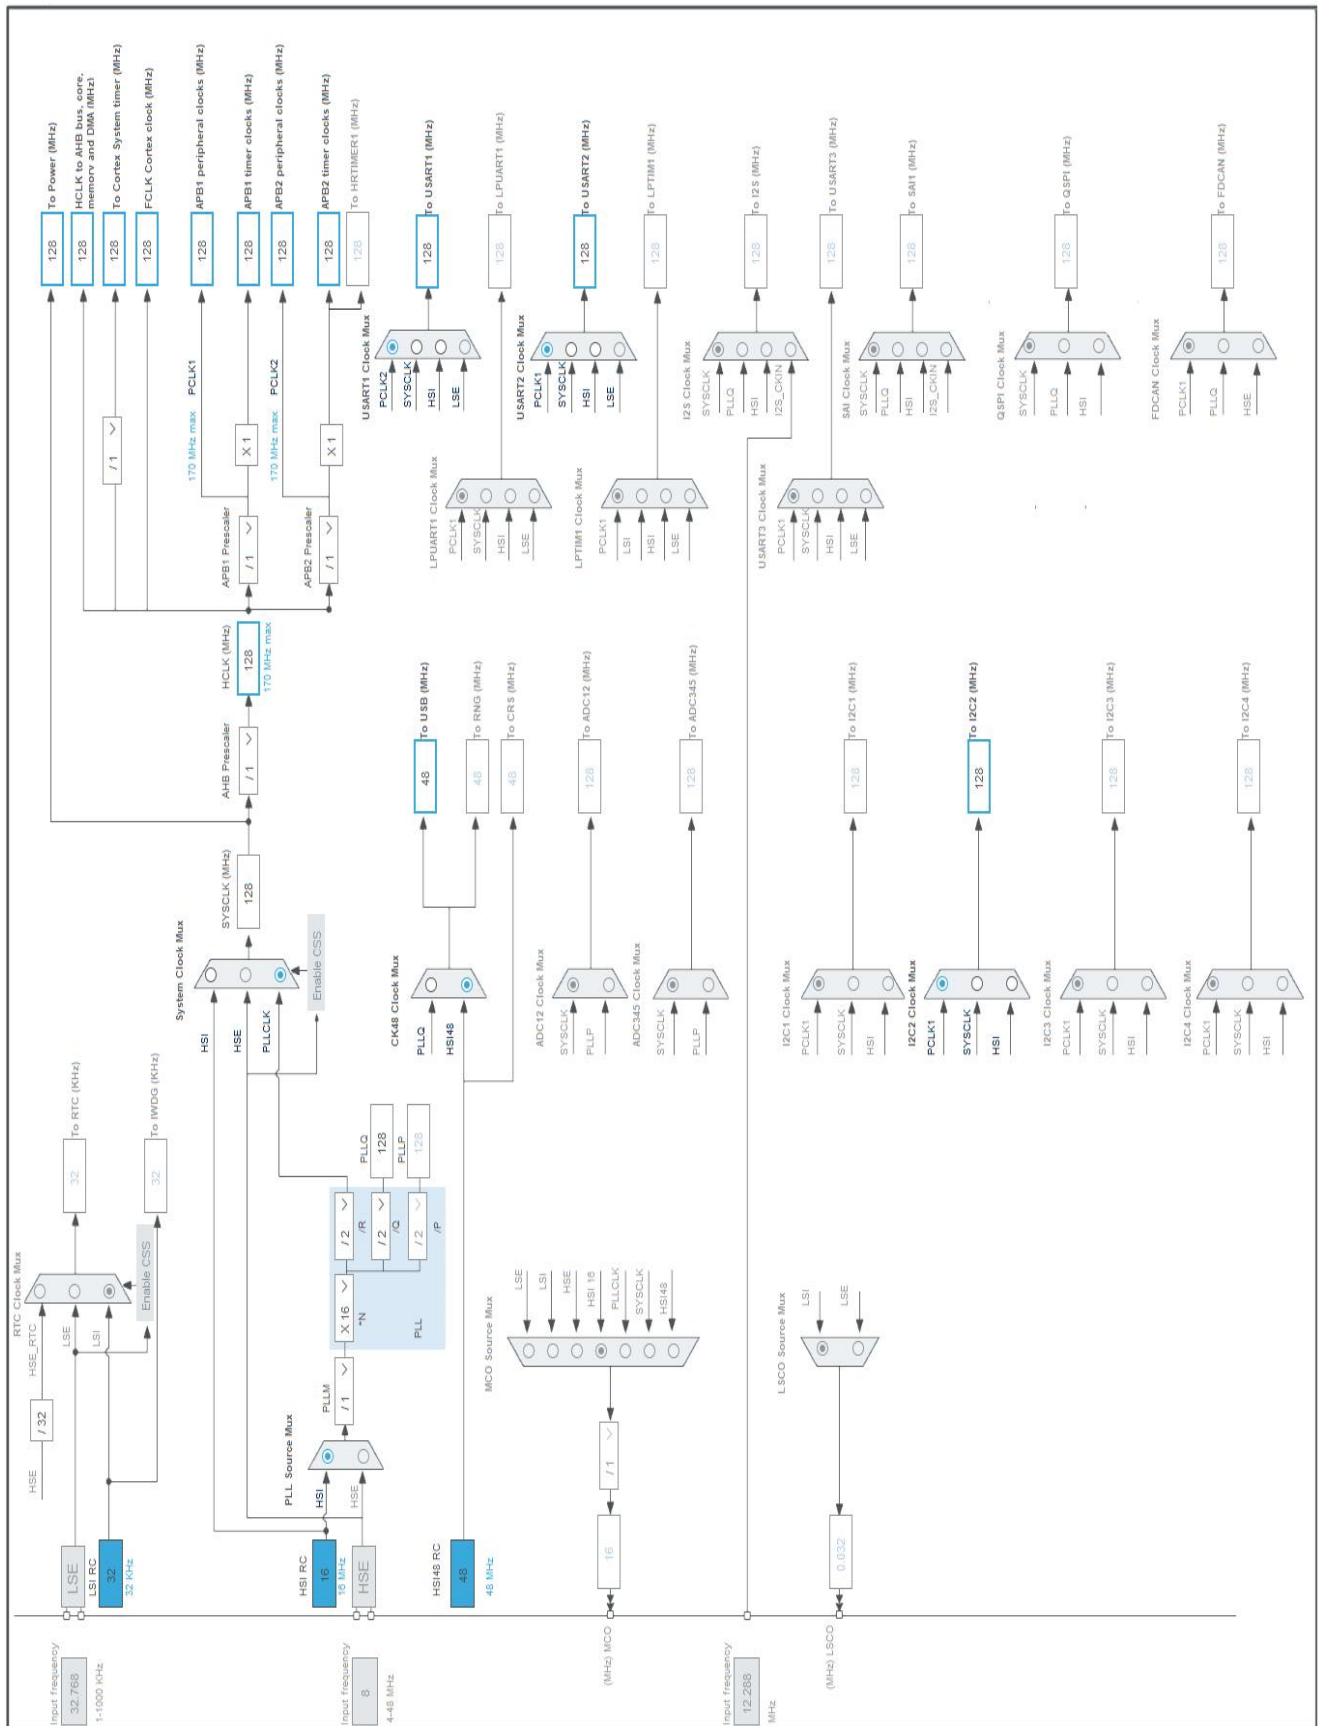 Input frequency
32.768
1-1000 KHz
LSE
LSI RC
32
32 KHz
HSE
/ 32
HSE_RTC
LSE
LSI
RTC Clock Mux
Enable CSS
32
To RTC (KHz)
32
To IWDG (KHz)
Input frequency
8
4-48 MHz
HSI RC
16
16 MHz
HSE
PLL Source Mux
HSI
HSE
PLLM
/ 1
X 16
*N
PLL
/ 2
/R
/ 2
/Q
/ 2
/P
PLLQ
128
PLLP
128
HSI48 RC
48
48 MHz
System Clock Mux
HSI
HSE
PLLCLK
Enable CSS
SYSCLK (MHz)
128
AHB Prescaler
/ 1
HCLK (MHz)
128
170 MHz max
APB1 Prescaler
/ 1
APB2 Prescaler
/ 1
/ 1
170 MHz max
PCLK1
X 1
170 MHz max
PCLK2
X 1
128
To Power (MHz)
128
HCLK to AHB bus, core,
memory and DMA (MHz)
128
To Cortex System timer (MHz)
128
FCLK Cortex clock (MHz)
128
APB1 peripheral clocks (MHz)
128
APB1 timer clocks (MHz)
128
APB2 peripheral clocks (MHz)
128
APB2 timer clocks (MHz)
128
To HRTIMER1 (MHz)
CK48 Clock Mux
PLLQ
HSI48
48
To USB (MHz)
48
To RNG (MHz)
48
To CRS (MHz)
ADC12 Clock Mux
SYSCLK
PLLP
128
To ADC12 (MHz)
ADC345 Clock Mux
SYSCLK
PLLP
128
To ADC345 (MHz)
USART1 Clock Mux
PCLK2
SYSCLK
HSI
LSE
128
To USART1 (MHz)
LPUART1 Clock Mux
PCLK1
SYSCLK
HSI
LSE
128
To LPUART1 (MHz)
USART2 Clock Mux
PCLK1
SYSCLK
HSI
LSE
128
To USART2 (MHz)
LPTIM1 Clock Mux
PCLK1
LSI
HSI
LSE
128
To LPTIM1 (MHz)
I2S Clock Mux
SYSCLK
PLLQ
HSI
I2S_CKIN
128
To I2S (MHz)
USART3 Clock Mux
PCLK1
SYSCLK
HSI
LSE
128
To USART3 (MHz)
SAI Clock Mux
SYSCLK
PLLQ
HSI
I2S_CKIN
128
To SAI1 (MHz)
QSPI Clock Mux
SYSCLK
PLLQ
HSI
128
To QSPI (MHz)
FDCAN Clock Mux
PCLK1
PLLQ
HSE
128
To FDCAN (MHz)
MCO Source Mux
LSE
LSI
HSE
HSI 16
PLLCLK
SYSCLK
HSI48
/ 1
16
(MHz) MCO
Input frequency
12.288
MHz
LSCO Source Mux
LSI
LSE
0.032
(MHz) LSCO
I2C1 Clock Mux
PCLK1
SYSCLK
HSI
128
To I2C1 (MHz)
I2C2 Clock Mux
PCLK1
SYSCLK
HSI
128
To I2C2 (MHz)
I2C3 Clock Mux
PCLK1
SYSCLK
HSI
128
To I2C3 (MHz)
I2C4 Clock Mux
PCLK1
SYSCLK
HSI
128
To I2C4 (MHz)